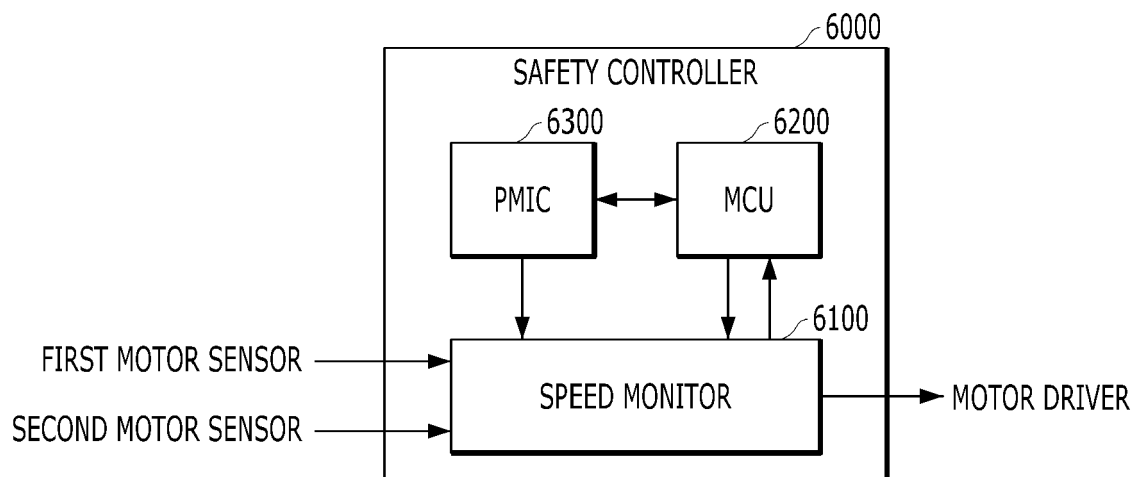 6000
SAFETY CONTROLLER
6300
6200
PMIC
MCU
6100
FIRST MOTOR SENSOR
SPEED MONITOR
MOTOR DRIVER
SECOND MOTOR SENSOR